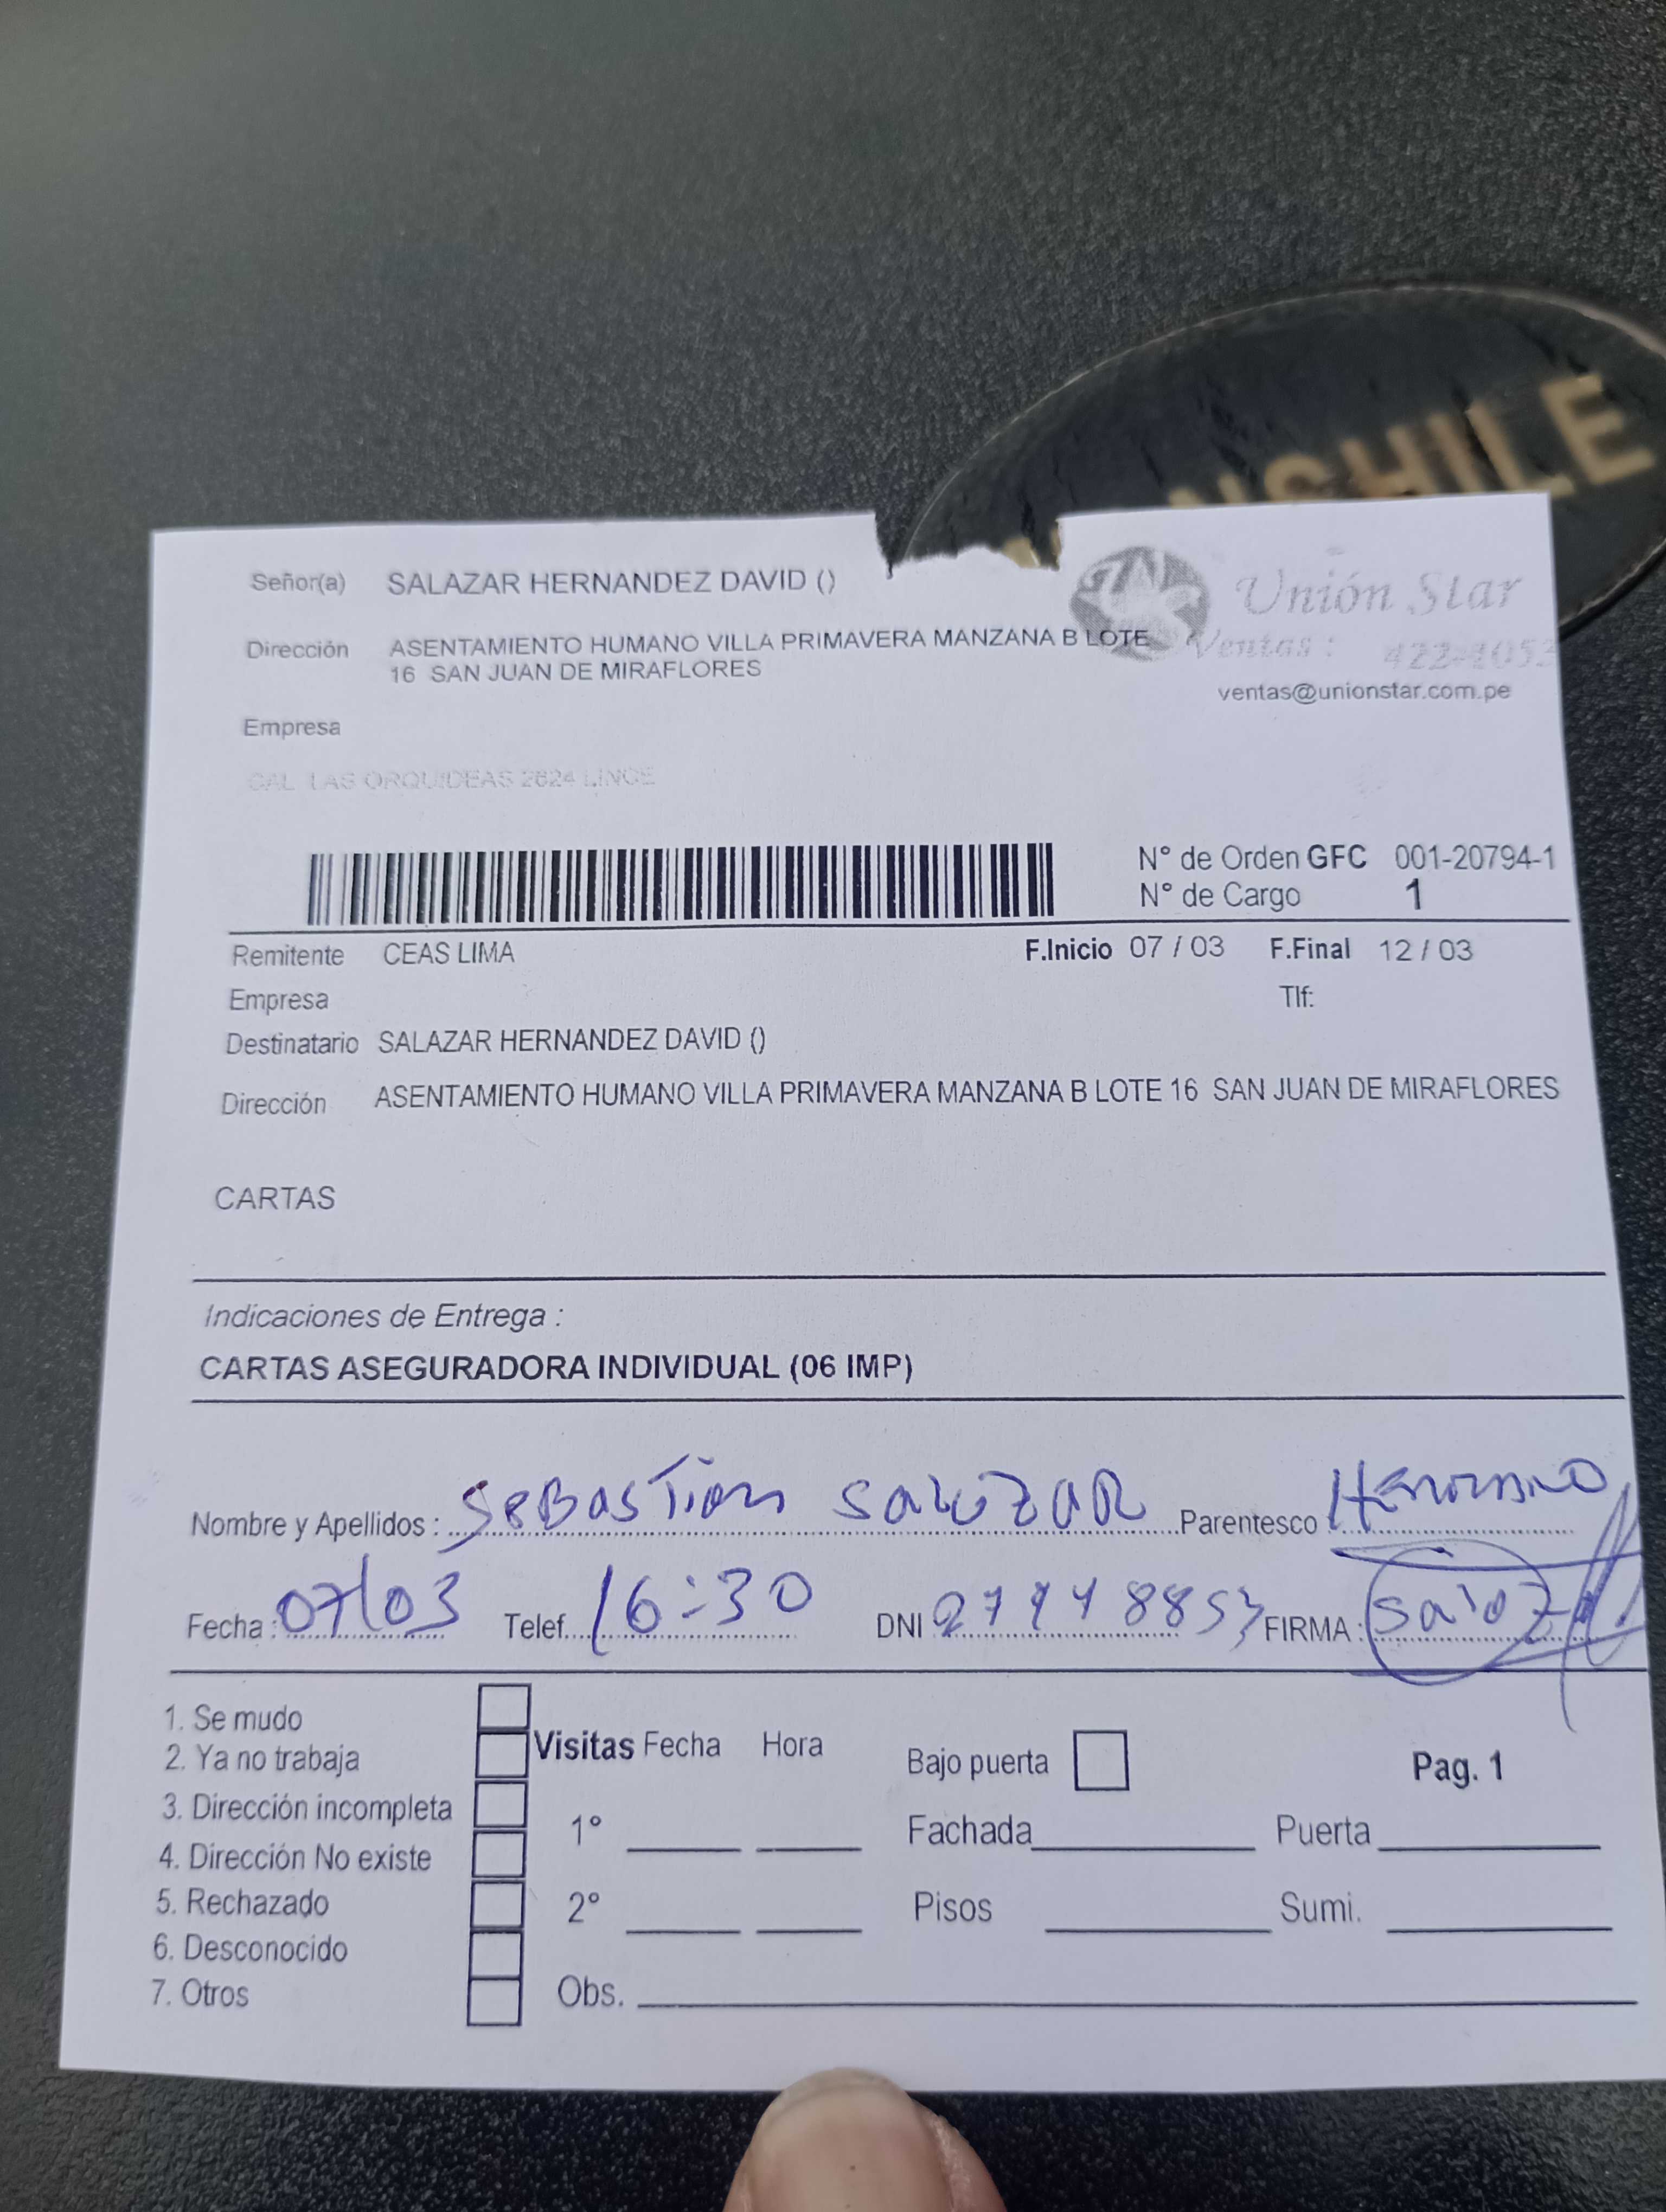 NSHILE
Señor(a) SALAZAR HERNANDEZ DAVID ()
Unión Star
Dirección ASENTAMIENTO HUMANO VILLA PRIMAVERA MANZANA B LOTE
Ventas : 422-1053
16 SAN JUAN DE MIRAFLORES
ventas@unionstar.com.pe
Empresa
CAL LAS ORQUIDEAS 2624 LINCE
N° de Orden GFC 001-20794-1
N° de Cargo 1
Remitente CEAS LIMA F.Inicio 07 / 03 F.Final 12 / 03
Empresa Tlf:
Destinatario SALAZAR HERNANDEZ DAVID ()
Dirección ASENTAMIENTO HUMANO VILLA PRIMAVERA MANZANA B LOTE 16 SAN JUAN DE MIRAFLORES
CARTAS
Indicaciones de Entrega :
CARTAS ASEGURADORA INDIVIDUAL (06 IMP)
Nombre y Apellidos : SEBASTian SalaZaR Parentesco Hermano
Fecha : 07/03 Telef. 16:30 DNI FIRMA : Salaz
1. Se mudo
2. Ya no trabaja
3. Dirección incompleta
4. Dirección No existe
5. Rechazado
6. Desconocido
7. Otros
Visitas Fecha Hora
1°
2°
Obs.
Bajo puerta Pag. 1
Fachada Puerta
Pisos Sumi.